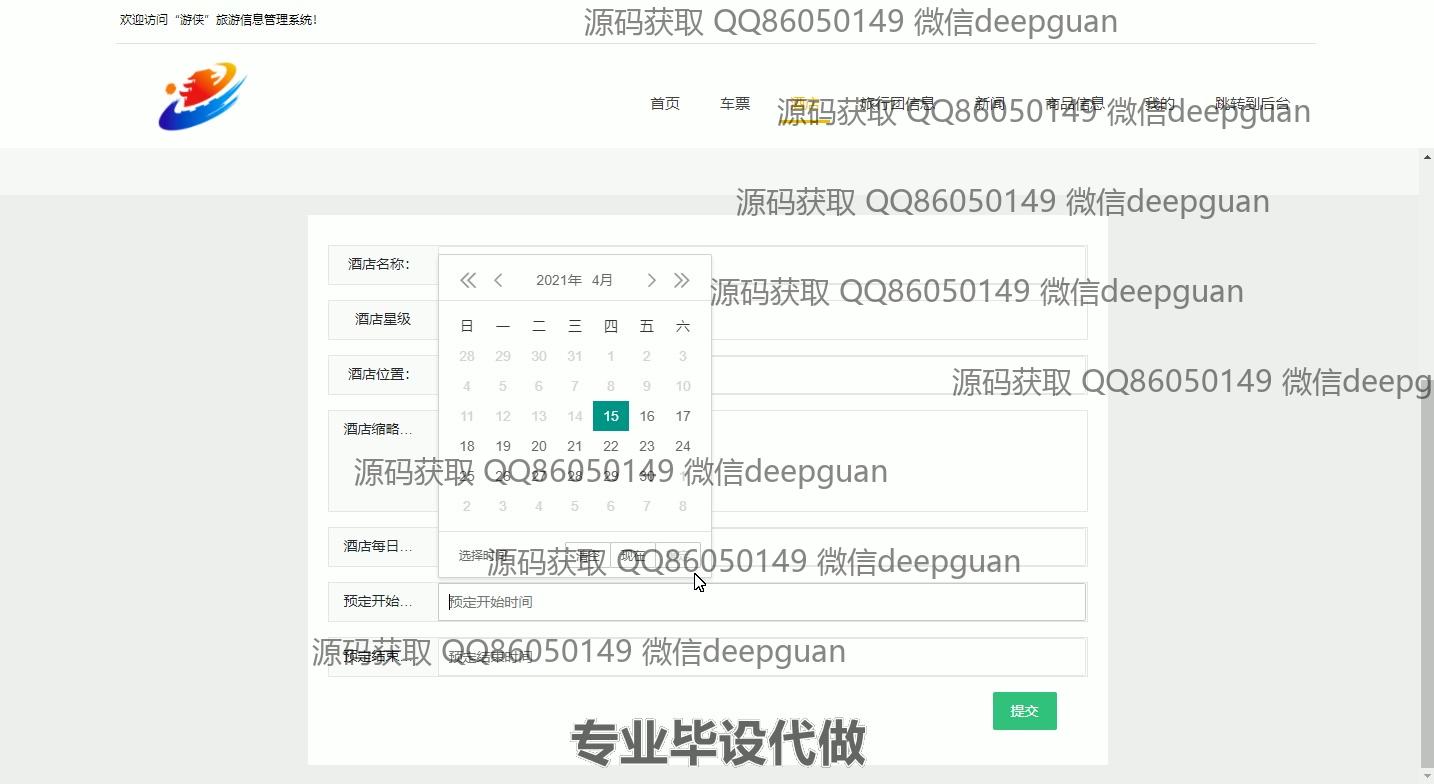 欢迎访问“游侠”旅游信息管理系统!
源码获取 QQ86050149 微信deepguan
首页 车票 酒店 旅行团信息 新闻 商品信息 我的 跳转到后台
源码获取 QQ86050149 微信deepguan
源码获取 QQ86050149 微信deepguan
酒店名称:
2021年 4月
源码获取 QQ86050149 微信deepguan
酒店星级
日 一 二 三 四 五 六
28 29 30 31 1 2 3
酒店位置:
源码获取 QQ86050149 微信deepg
4 5 6 7 8 9 10
11 12 13 14 15 16 17
酒店缩略...
18 19 20 21 22 23 24
源码获取 QQ86050149 微信deepguan
25 26 27 28 29 30 1
2 3 4 5 6 7 8
酒店每日...
选择时间 清空 现在
源码获取 QQ86050149 微信deepguan
预定开始... 预定开始时间
源码获取 QQ86050149 微信deepguan
预定结束... 预定结束时间
提交
专业毕设代做